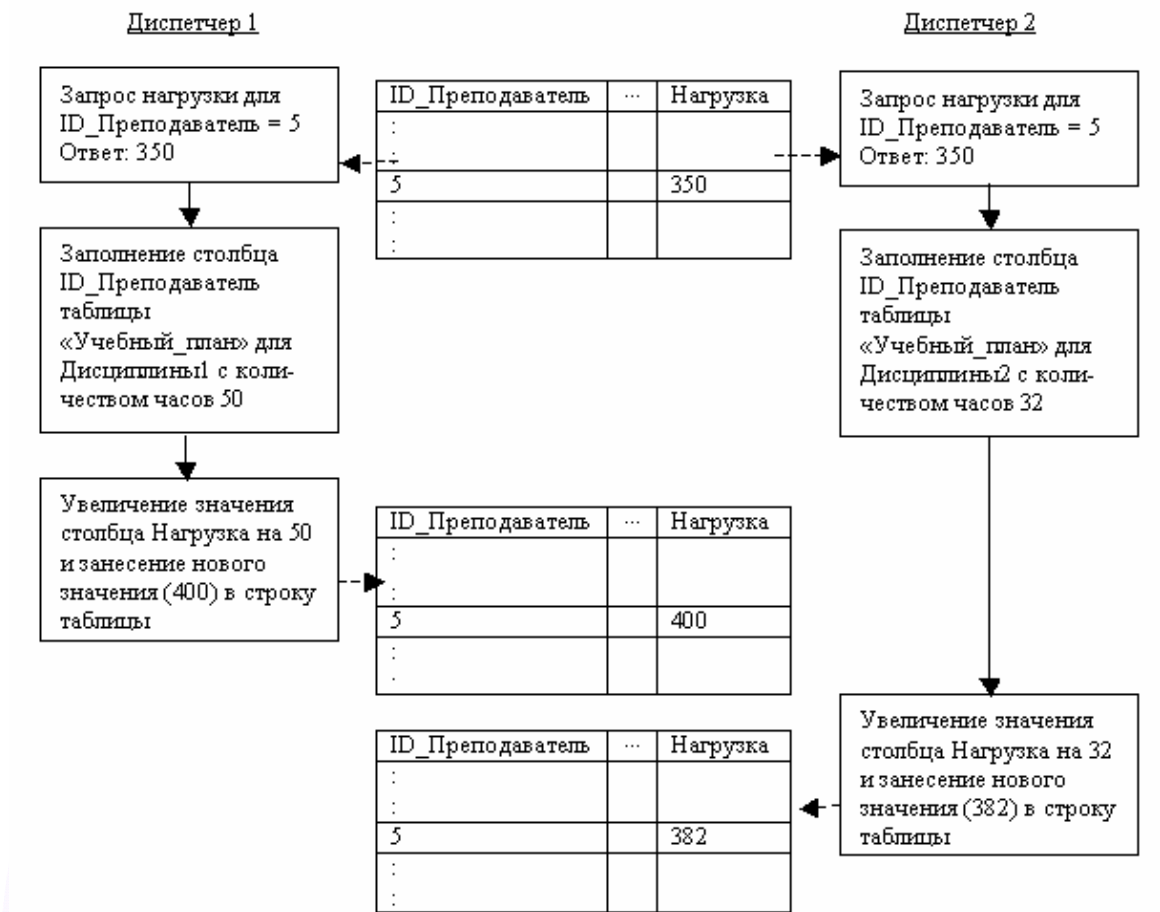 Диспетчер 1
Диспетчер 2
Запрос нагрузки для
ID_Преподаватель = 5
Ответ: 350
ID_Преподаватель ... Нагрузка
:
:
5 350
:
:
Запрос нагрузки для
ID_Преподаватель = 5
Ответ: 350
Заполнение столбца
ID_Преподаватель
таблицы
«Учебный_план» для
Дисциплины1 с коли-
чеством часов 50
Заполнение столбца
ID_Преподаватель
таблицы
«Учебный_план» для
Дисциплины2 с коли-
чеством часов 32
Увеличение значения
столбца Нагрузка на 50
и занесение нового
значения (400) в строку
таблицы
ID_Преподаватель ... Нагрузка
:
:
5 400
:
:
Увеличение значения
столбца Нагрузка на 32
и занесение нового
значения (382) в строку
таблицы
ID_Преподаватель ... Нагрузка
:
:
5 382
:
: